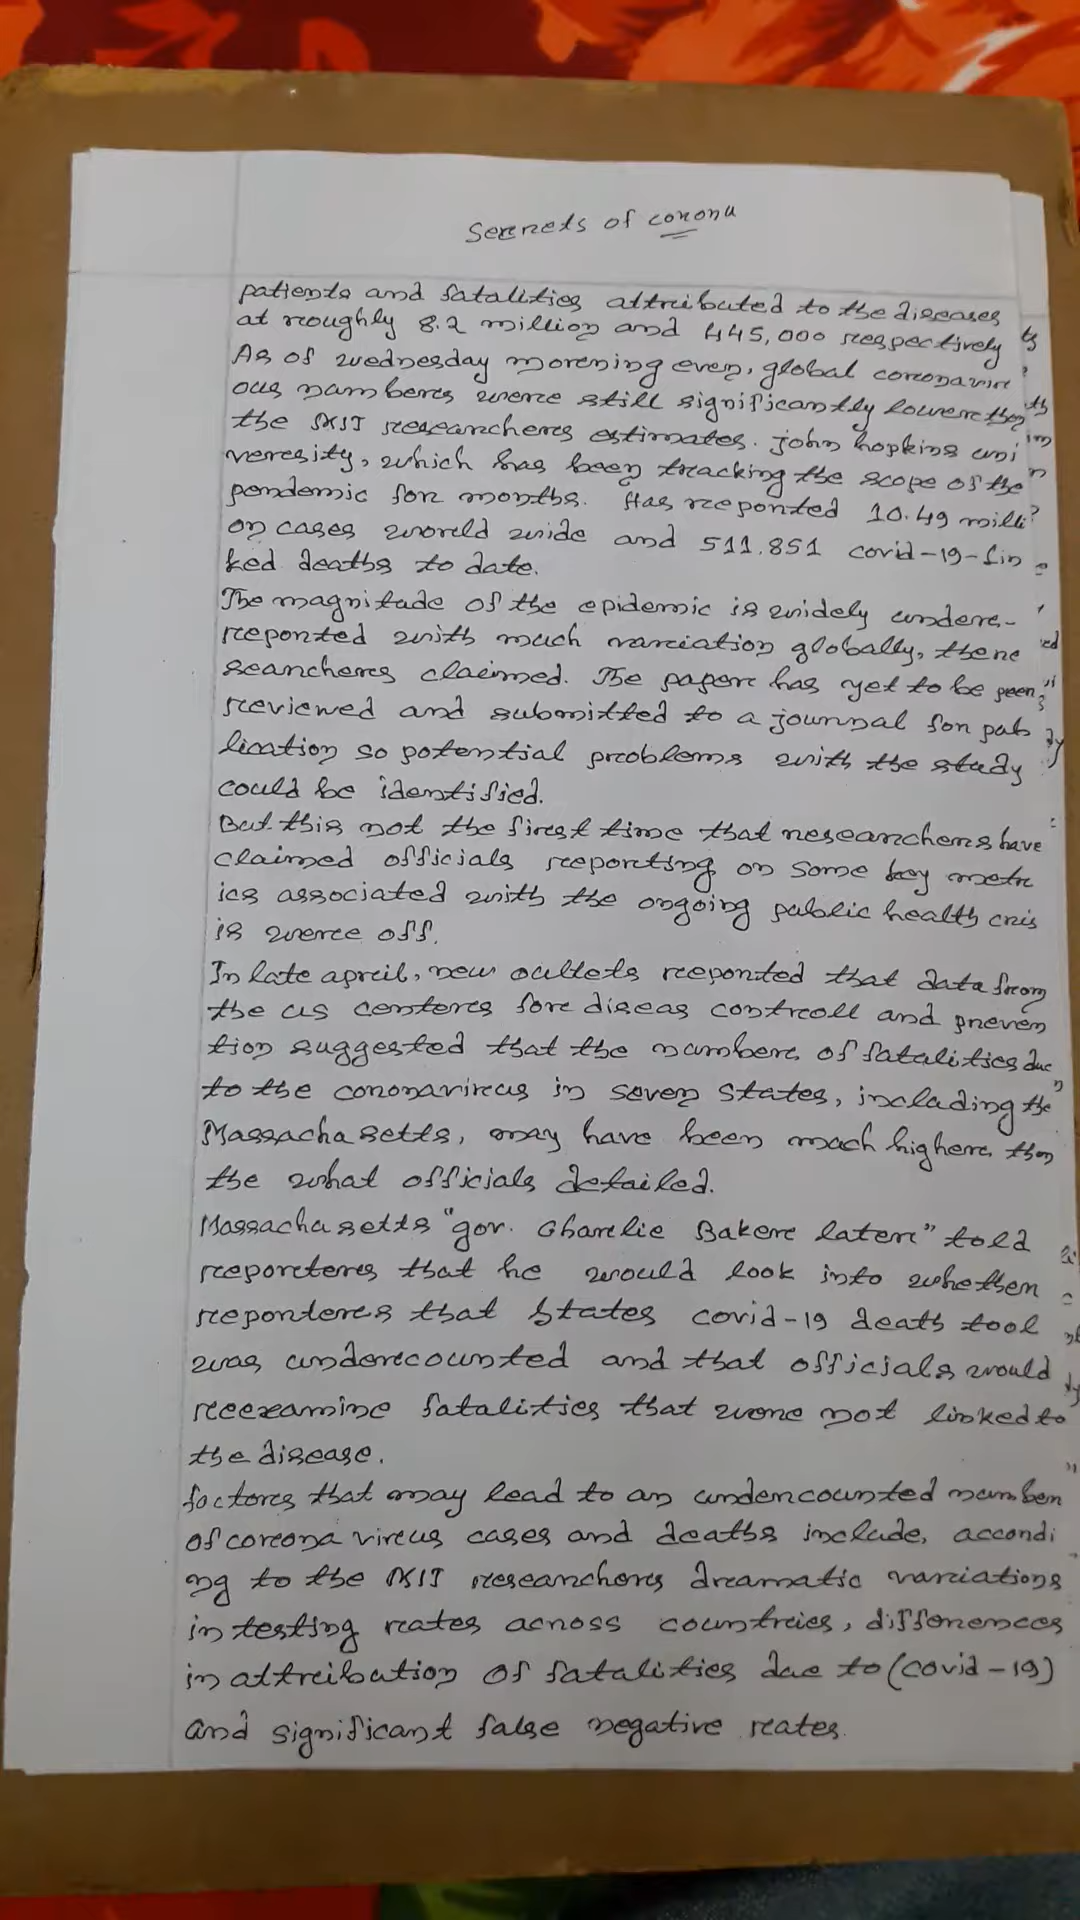 Secrets of corona
patients and fatalities attributed to the diseases
at roughly 8.2 million and 445,000 respectively
As of wednesday morening even, global coronavir
ous numbers were still significantly lower then
the MIT researchers estimates. john hopkins uni
versity, which has been tracking the scope of the
pendemic for months. Has reported 10.49 milli
on cases world wide and 511,851 covid-19-lin
ked deaths to date.
The magnitude of the epidemic is widely under-
reported with much variation globally, the re
searchers claimed. The paper has yet to be peer
reviewed and submitted to a journal for pub
lication so potential problems with the study
could be identified.
But this not the first time that researchers have
claimed officials reporting on some key metr
ics associated with the ongoing public health cris
is were off.
In late april, new outlets reported that data from
the us centers for diseas controll and preven
tion suggested that the numbers of fatalities due
to the coronavirus in seven states, including the
Massachusetts, may have been much higher than
the what officials detailed.
Massachusetts "gov. Charlie Baker later" told
reporters that he would look into whether
reporters that states covid-19 death tool
was undercounted and that officials would
reexamine fatalities that were not linked to
the disease.
factors that may lead to an undercounted number
of corona virus cases and deaths include, accordi
ng to the MIT researchers dramatic variations
in testing rates across countries, differences
in attribution of fatalities due to (covid-19)
and significant false negative rates.